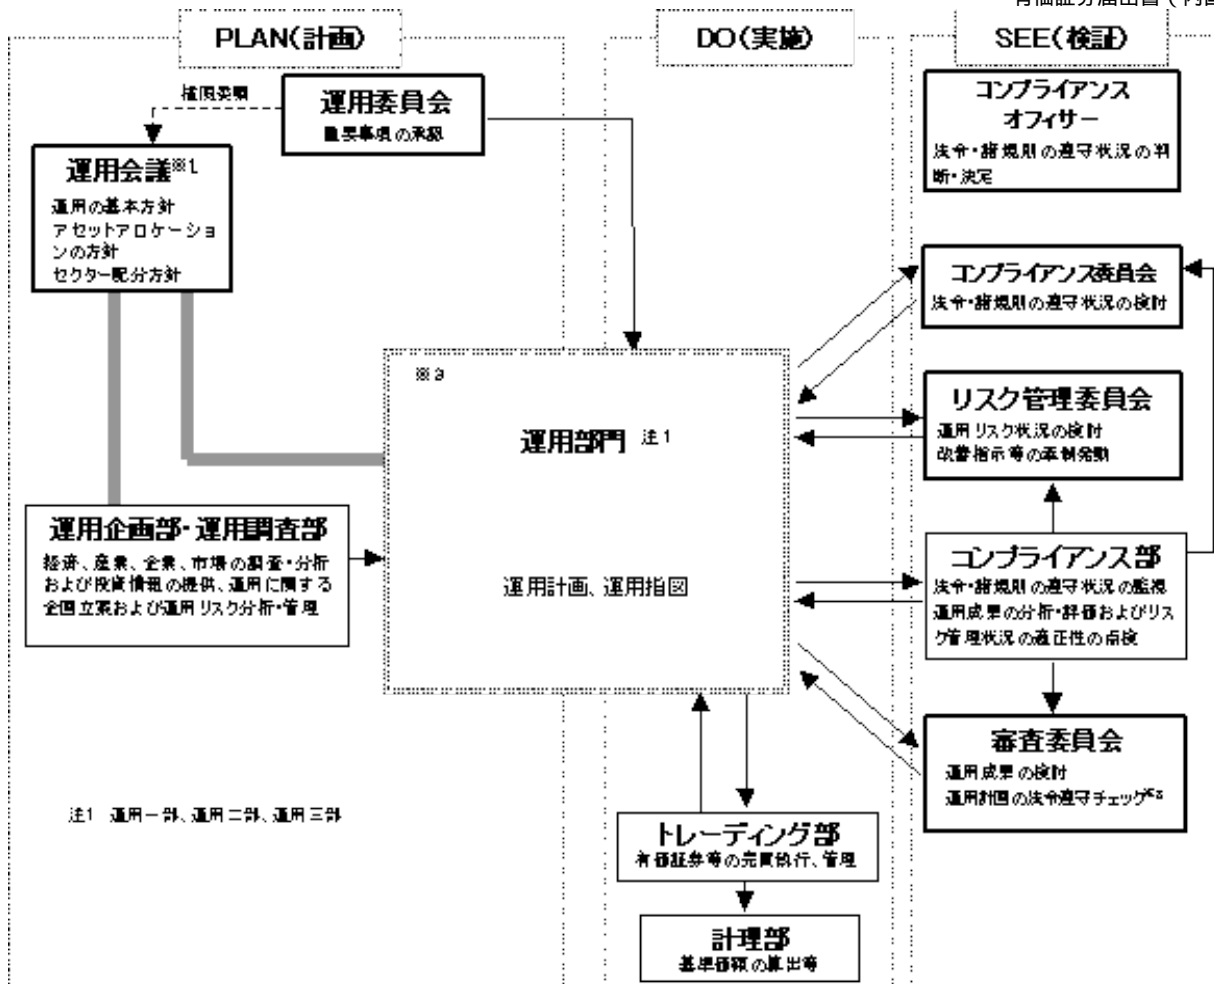 PLAN(計画)
DO(実施)
SEE(検証)
権限委嘱
運用委員会
重要事項の承認
運用会議※1
運用の基本方針
アセットアロケーショ
ンの方針
セクター配分方針
コンプライアンス
オフィサー
法令・諸規則の遵守状況の判
断・決定
コンプライアンス委員会
法令・諸規則の遵守状況の検討
リスク管理委員会
運用リスク状況の検討
改善指示等の牽制発動
運用部門 注1
運用計画、運用指図
運用企画部・運用調査部
経済、産業、企業、市場の調査・分析
および投資情報の提供、運用に関する
企画立案および運用リスク分析・管理
コンプライアンス部
法令・諸規則の遵守状況の監視
運用成果の分析・評価およびリス
ク管理状況の適正性の点検
審査委員会
運用成果の検討
運用計画の法令遵守チェック
注1 運用一部、運用二部、運用三部
トレーディング部
有価証券等の売買執行、管理
計理部
基準価額の算出等